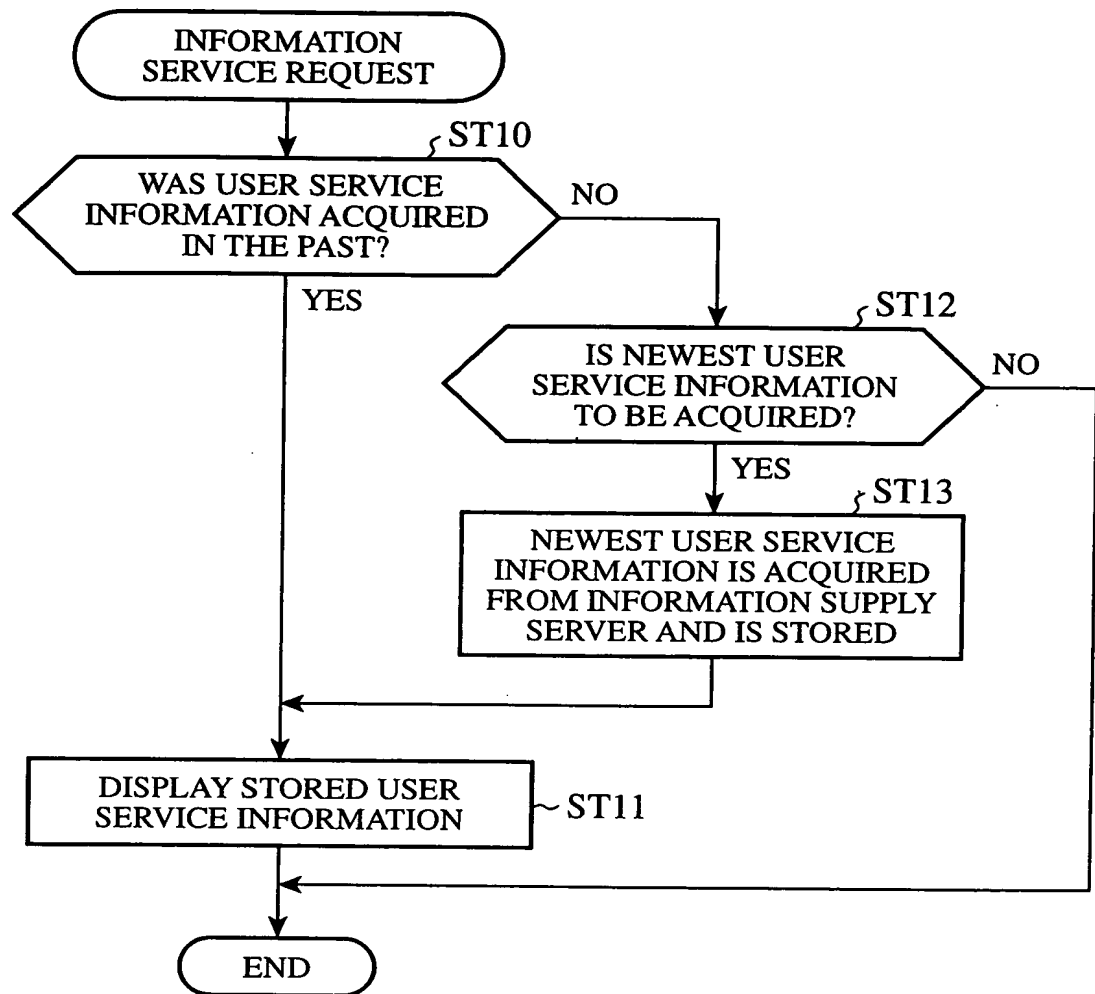 INFORMATION
SERVICE REQUEST
ST10
WAS USER SERVICE
INFORMATION ACQUIRED
IN THE PAST?
NO
YES
ST12
IS NEWEST USER
SERVICE INFORMATION
TO BE ACQUIRED?
NO
YES
ST13
NEWEST USER SERVICE
INFORMATION IS ACQUIRED
FROM INFORMATION SUPPLY
SERVER AND IS STORED
DISPLAY STORED USER
SERVICE INFORMATION
ST11
END